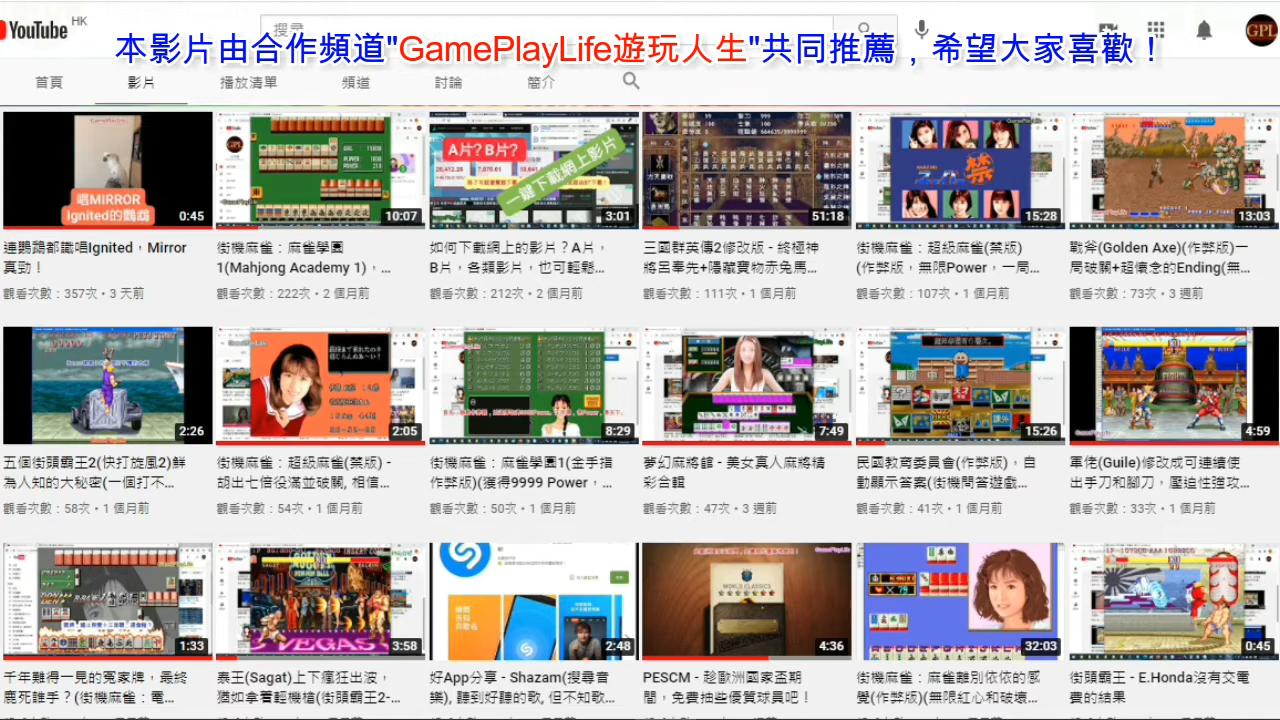 YouTube HK
搜尋
本影片由合作頻道"GamePlayLife遊玩人生"共同推薦，希望大家喜歡！
GPL
首頁 影片 播放清單 頻道 討論 簡介
唱MIRROR
Ignited的鸚鵡
0:45
10:07
A片? B片?
一鍵下載網上影片
3:01
51:18
禁
15:28
13:03
連鸚鵡都識唱Ignited，Mirror
真勁！
觀看次數：357次・3 天前
街機麻雀：麻雀學園
1(Mahjong Academy 1)，...
觀看次數：222次・2 個月前
如何下載網上的影片？A片，
B片，各類影片，也可輕鬆...
觀看次數：212次・2 個月前
三國群英傳2修改版 - 終極神
將呂奉先+隱藏寶物赤兔馬...
觀看次數：111次・1 個月前
街機麻雀：超級麻雀(禁版)
(作弊版，無限Power，一局...
觀看次數：107次・1 個月前
戰斧(Golden Axe)(作弊版)一
局破關+超懷念的Ending(無...
觀看次數：73次・3 週前
2:26
2:05
8:29
7:49
15:26
4:59
五個街頭霸王2(快打旋風2)鮮
為人知的大秘密(一個打不...
觀看次數：58次・1 個月前
街機麻雀：超級麻雀(禁版) -
胡出七倍役滿並破關, 相信...
觀看次數：54次・1 個月前
街機麻雀：麻雀學園1(金手指
作弊版)(獲得9999 Power，...
觀看次數：50次・1 個月前
夢幻麻將館 - 美女真人麻將精
彩合輯
觀看次數：47次・3 週前
民國教育委員會(作弊版)，自
動顯示答案(街機問答遊戲...
觀看次數：41次・1 個月前
軍佬(Guile)修改成可連續使
出手刀和腳刀，壓迫性強攻...
觀看次數：33次・1 個月前
1:33
VEGAS
3:58
2:48
WORLD CLASSICS
4:36
32:03
0:45
千年難得一見的冤家牌，最終
鹿死誰手？(街機麻雀：電...
泰王(Sagat)上下瘋狂出波，
猶如拿着輕機槍(街頭霸王2-...
好App分享 - Shazam(搜尋音
樂), 聽到好聽的歌, 但不知歌...
PESCM - 趁歐洲國家盃期
間，免費抽些優質球員吧！
街機麻雀：麻雀離別依依的感
覺(作弊版)(無限紅心和破壞...
街頭霸王 - E.Honda沒有交電
費的結果